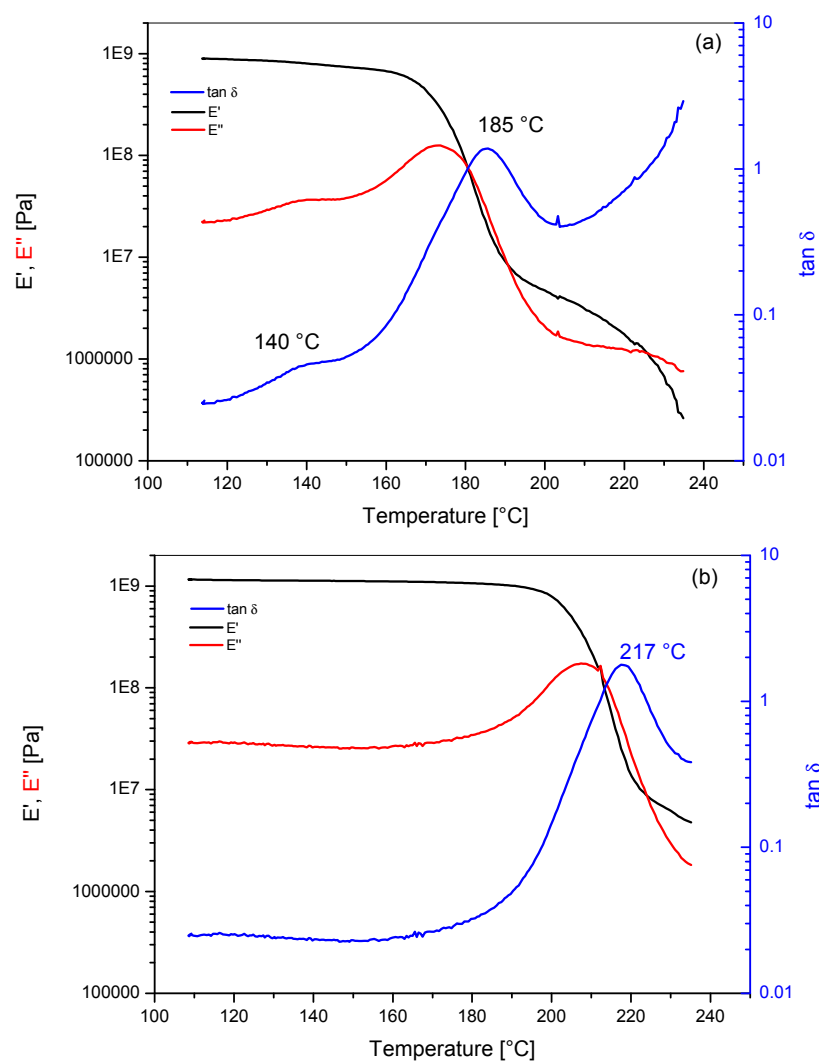 (a)
tan δ
E'
E"
185 °C
140 °C
1E9
1E8
1E7
1000000
100000
10
1
0.1
0.01
E', E" [Pa]
tan δ
100 120 140 160 180 200 220 240
Temperature [°C]
(b)
tan δ
E'
E"
217 °C
1E9
1E8
1E7
1000000
100000
10
1
0.1
0.01
E', E" [Pa]
tan δ
100 120 140 160 180 200 220 240
Temperature [°C]